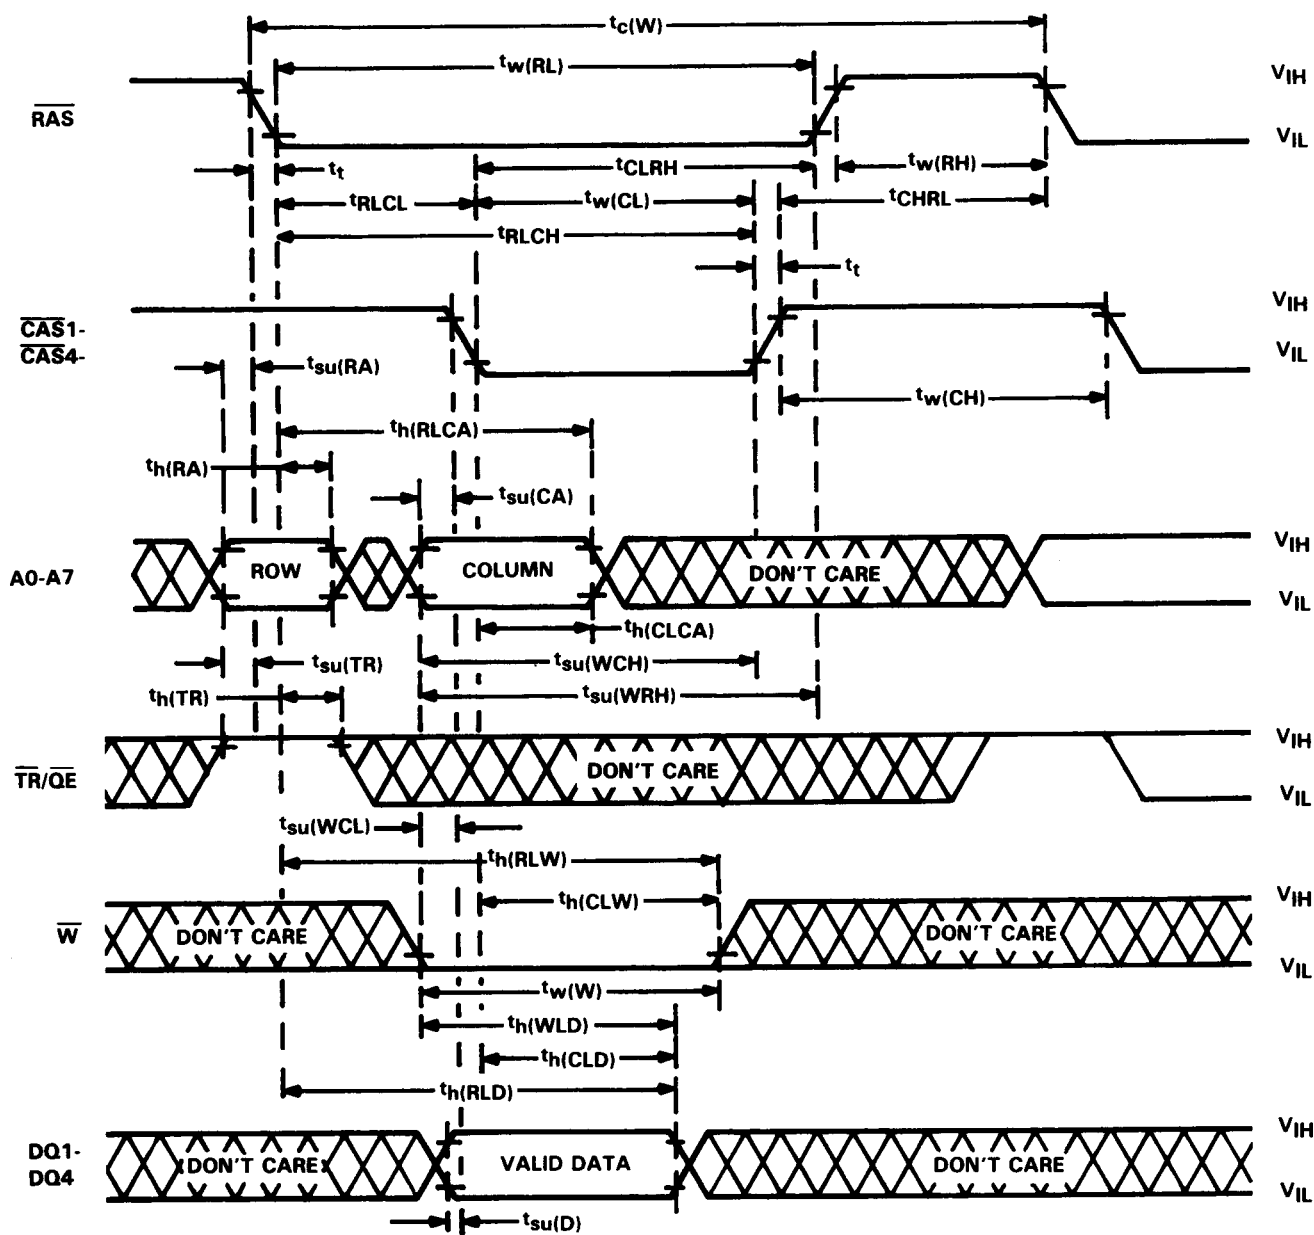 tc(W)
tw(RL)
VIH
RAS
VIL
tt
tCLRH
tw(RH)
tRLCL
tw(CL)
tCHRL
tRLCH
tt
VIH
CAS1-
CAS4-
VIL
tsu(RA)
tw(CH)
th(RLCA)
th(RA)
tsu(CA)
VIH
A0-A7
ROW
COLUMN
DON'T CARE
VIL
th(CLCA)
tsu(TR)
tsu(WCH)
th(TR)
tsu(WRH)
VIH
TR/QE
DON'T CARE
VIL
tsu(WCL)
th(RLW)
th(CLW)
VIH
W
DON'T CARE
DON'T CARE
VIL
tw(W)
th(WLD)
th(CLD)
th(RLD)
VIH
DQ1-
DQ4
DON'T CARE
VALID DATA
DON'T CARE
VIL
tsu(D)